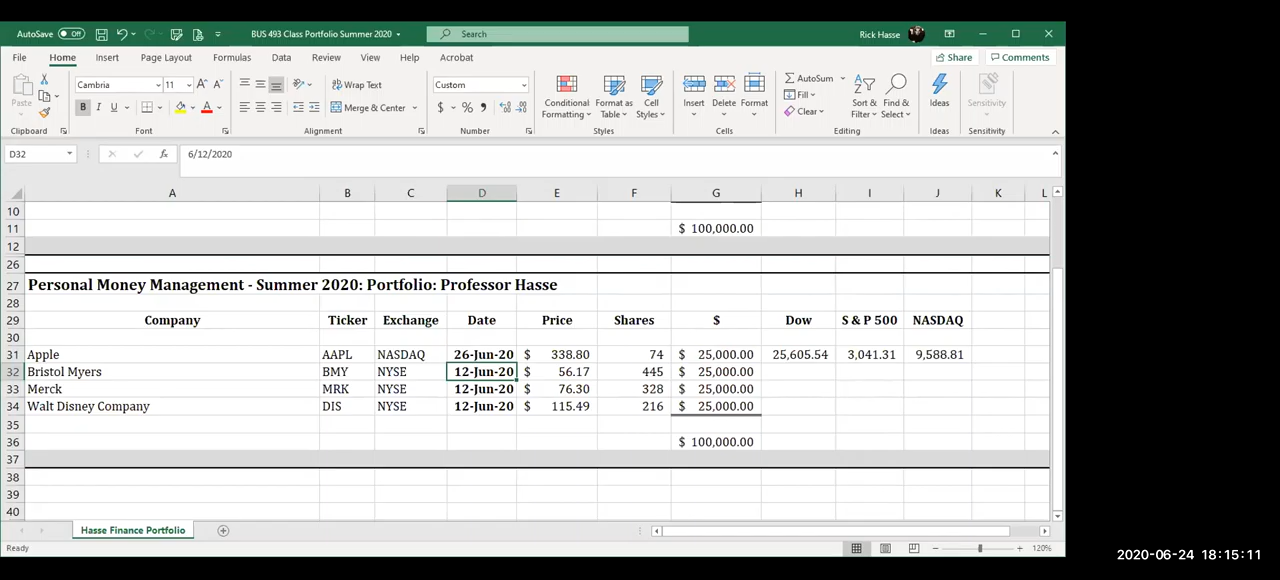 AutoSave Off BUS 493 Class Portfolio Summer 2020 Search Rick Hasse
File Home Insert Page Layout Formulas Data Review View Help Acrobat Share Comments
Paste Cambria 11 Wrap Text Custom Conditional Formatting Format as Table Cell Styles Insert Delete Format AutoSum Sort & Filter Find & Select Ideas Sensitivity
B I U A Merge & Center $ % Fill
Clear
Clipboard Font Alignment Number Styles Cells Editing Ideas Sensitivity
D32 fx 6/12/2020
A B C D E F G H I J K L
10
11 $ 100,000.00
12
26
27 Personal Money Management - Summer 2020: Portfolio: Professor Hasse
28
29 Company Ticker Exchange Date Price Shares $ Dow S & P 500 NASDAQ
30
31 Apple AAPL NASDAQ 26-Jun-20 $ 338.80 74 $ 25,000.00 25,605.54 3,041.31 9,588.81
32 Bristol Myers BMY NYSE 12-Jun-20 $ 56.17 445 $ 25,000.00
33 Merck MRK NYSE 12-Jun-20 $ 76.30 328 $ 25,000.00
34 Walt Disney Company DIS NYSE 12-Jun-20 $ 115.49 216 $ 25,000.00
35
36 $ 100,000.00
37
38
39
40
Hasse Finance Portfolio
Ready 120%
2020-06-24 18:15:11